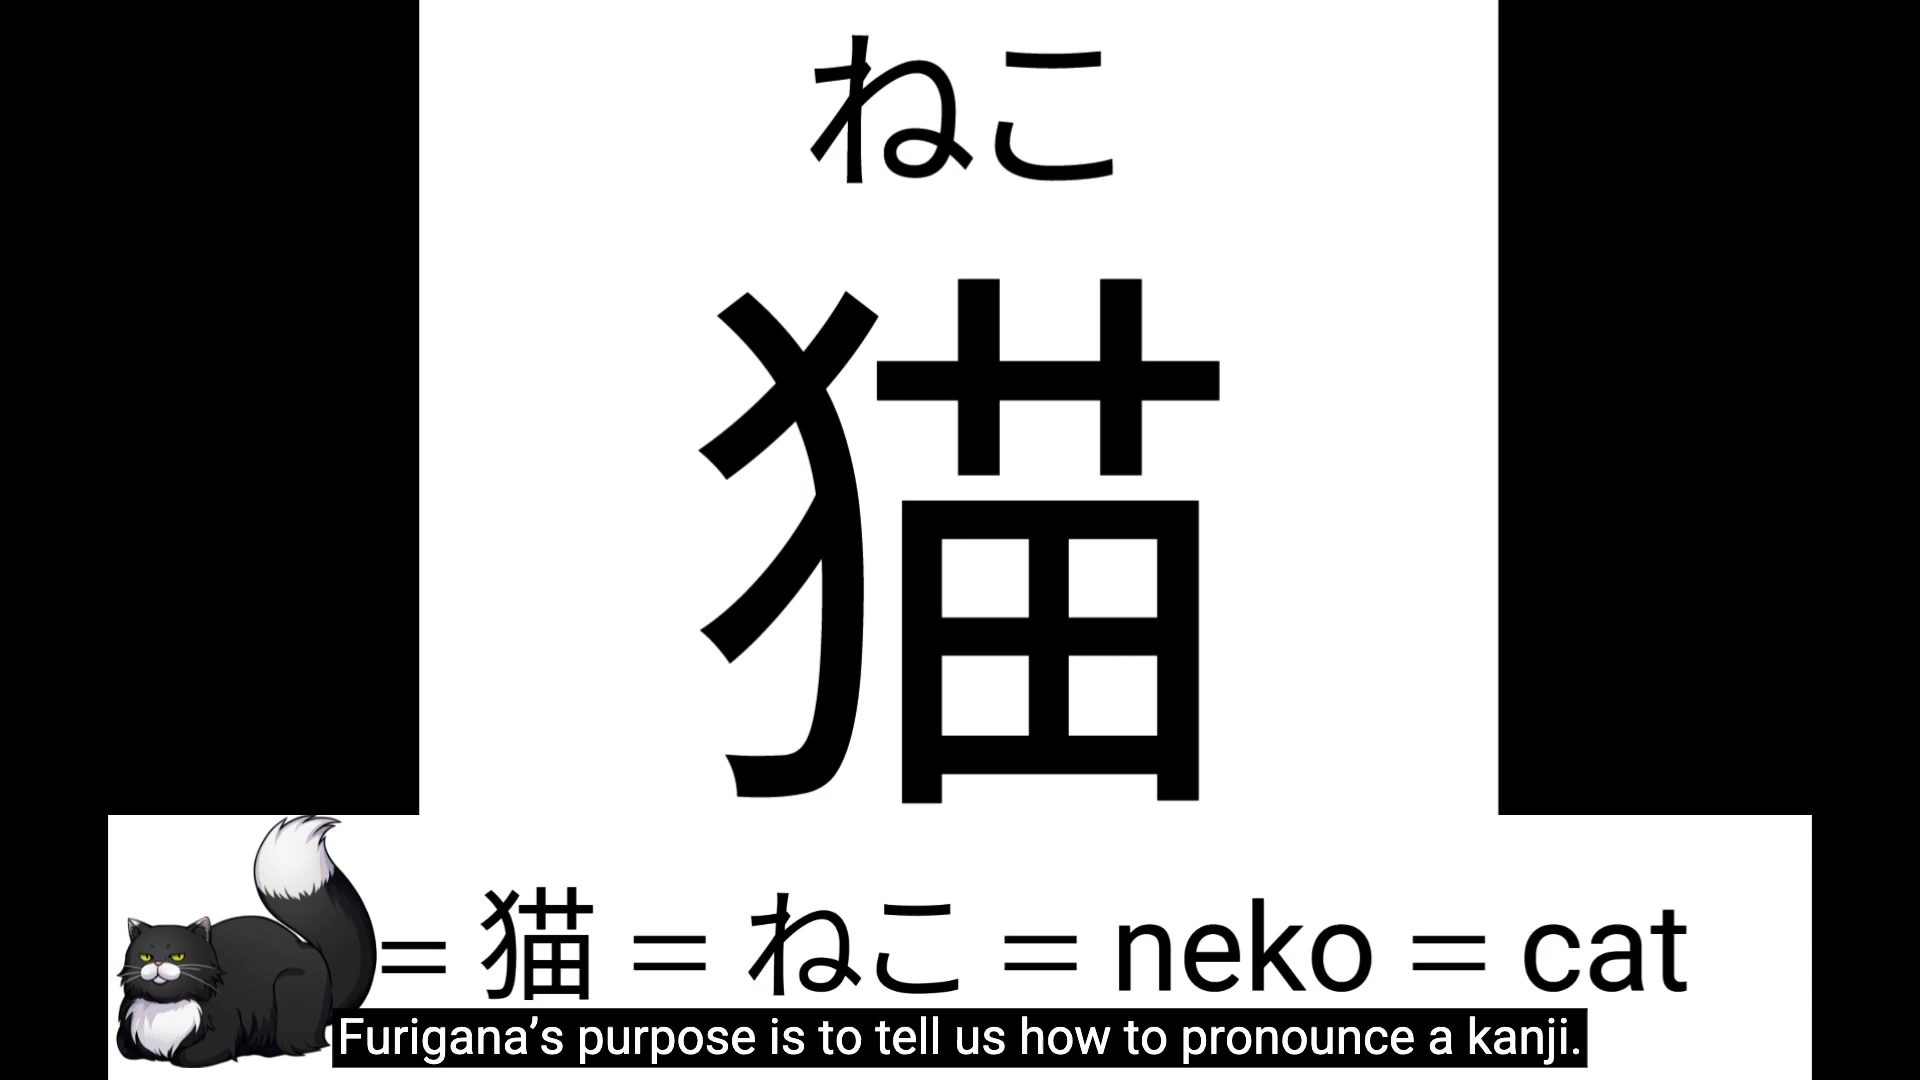 ねこ
猫
= 猫 = ねこ = neko = cat
Furigana’s purpose is to tell us how to pronounce a kanji.